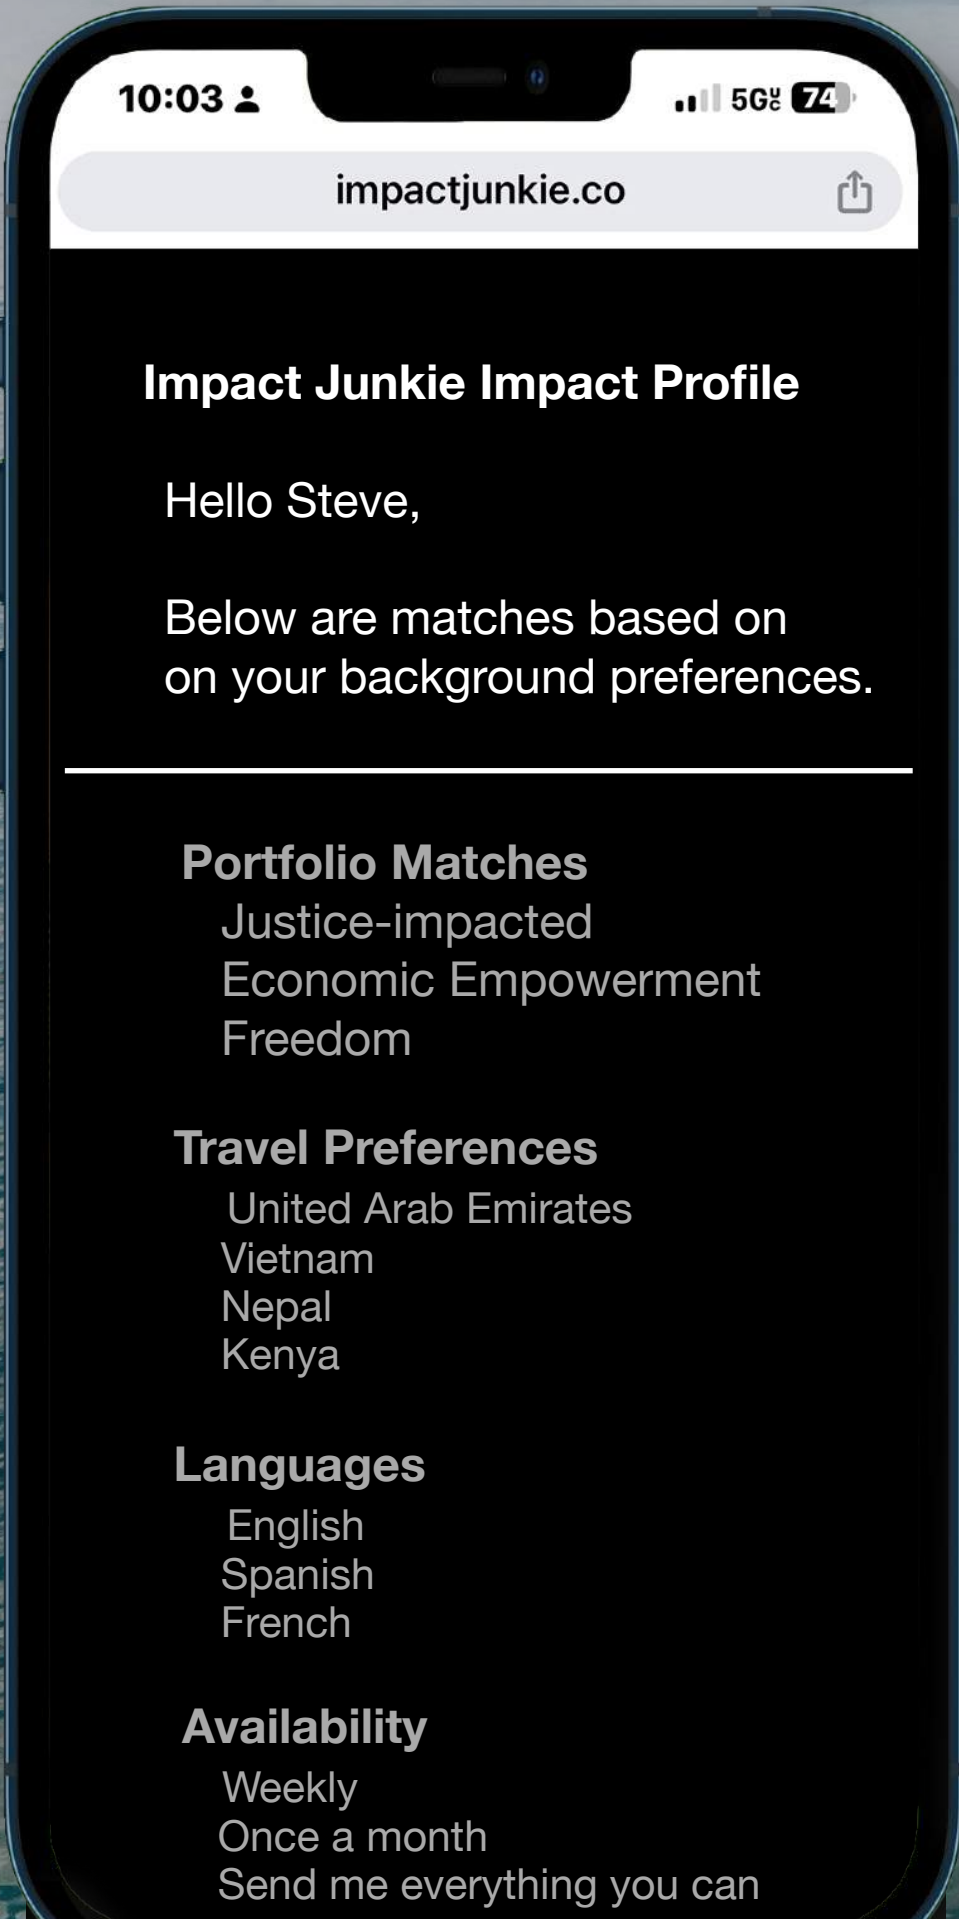 10:03
5G 74
impactjunkie.co
Impact Junkie Impact Profile
Hello Steve,
Below are matches based on
on your background preferences.
Portfolio Matches
Justice-impacted
Economic Empowerment
Freedom
Travel Preferences
United Arab Emirates
Vietnam
Nepal
Kenya
Languages
English
Spanish
French
Availability
Weekly
Once a month
Send me everything you can